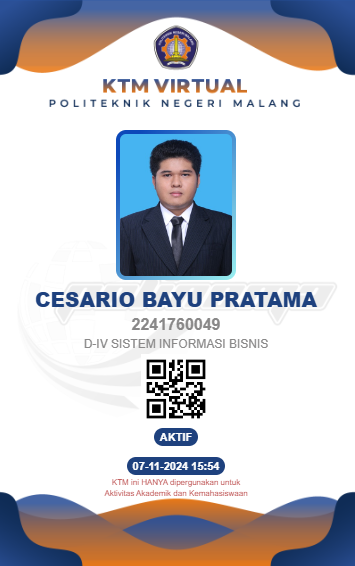 KTM VIRTUAL
POLITEKNIK NEGERI MALANG
CESARIO BAYU PRATAMA
2241760049
D-IV SISTEM INFORMASI BISNIS
AKTIF
07-11-2024 15:54
KTM ini HANYA dipergunakan untuk
Aktivitas Akademik dan Kemahasiswaan